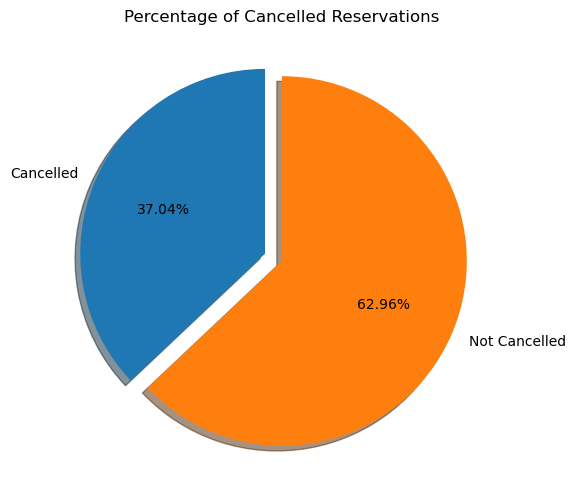 Percentage of Cancelled Reservations
Cancelled
37.04%
62.96%
Not Cancelled